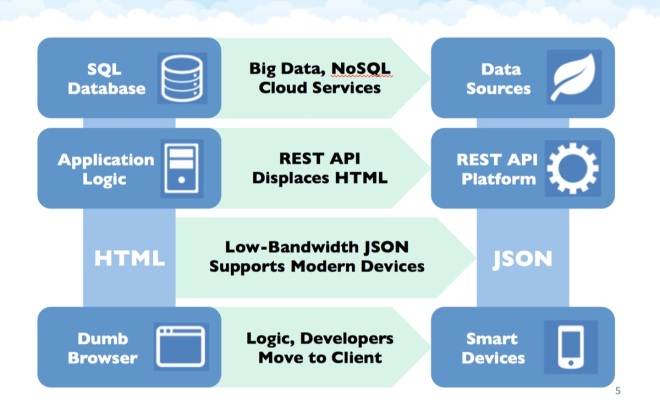 SQL
Database
Big Data, NoSQL
Cloud Services
Data
Sources
Application
Logic
REST API
Displaces HTML
REST API
Platform
HTML
Low-Bandwidth JSON
Supports Modern Devices
JSON
Dumb
Browser
Logic, Developers
Move to Client
Smart
Devices
5